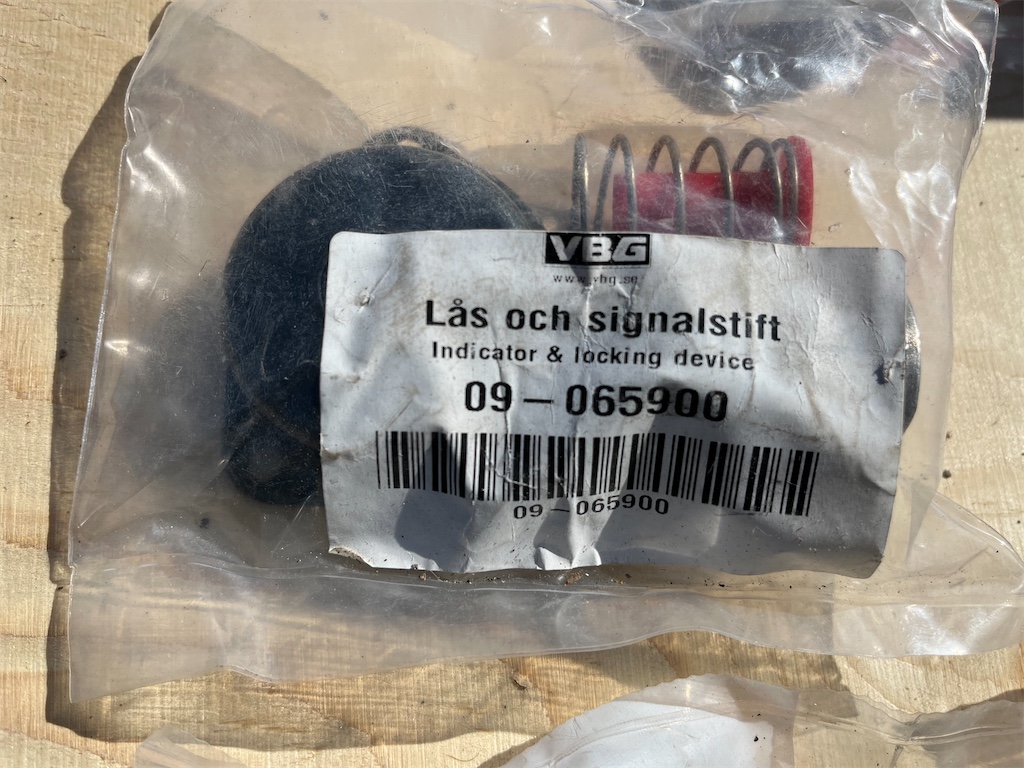 VBG
www.vbg.se
Lås och signalstift
Indicator & locking device
09-065900
09-065900